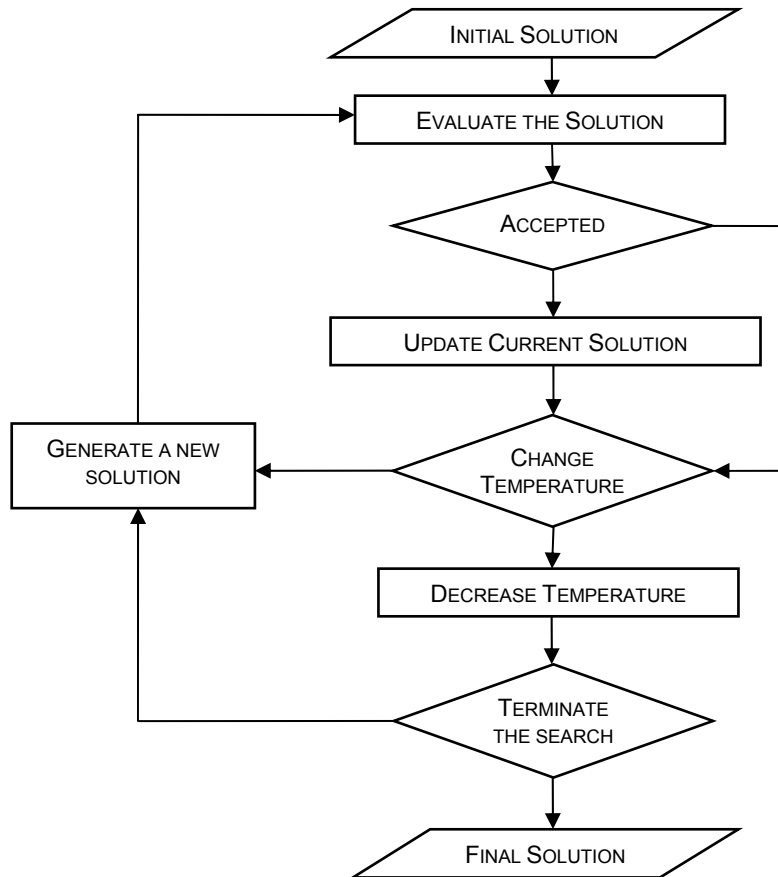 INITIAL SOLUTION
EVALUATE THE SOLUTION
ACCEPTED
UPDATE CURRENT SOLUTION
GENERATE A NEW
SOLUTION
CHANGE
TEMPERATURE
DECREASE TEMPERATURE
TERMINATE
THE SEARCH
FINAL SOLUTION